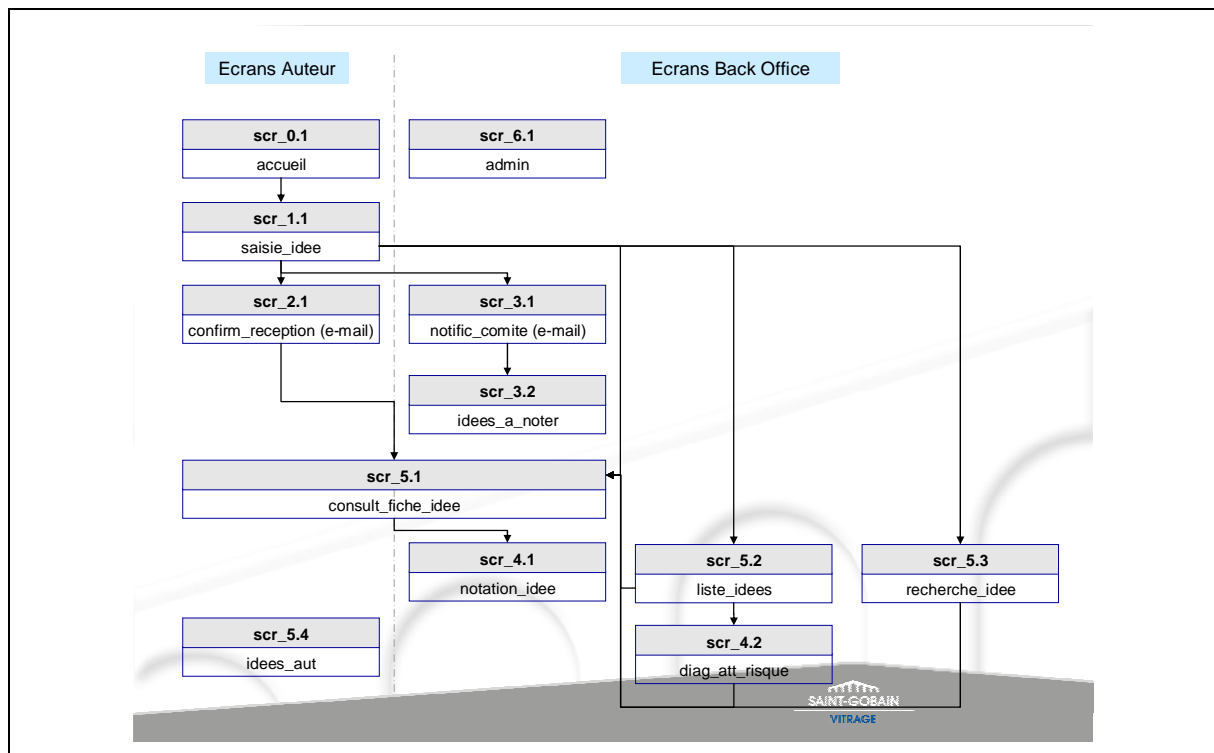 Ecrans Auteur
Ecrans Back Office
scr_0.1
accueil
scr_6.1
admin
scr_1.1
saisie_idee
scr_2.1
confirm_reception (e-mail)
scr_3.1
notific_comite (e-mail)
scr_3.2
idees_a_noter
scr_5.1
consult_fiche_idee
scr_4.1
notation_idee
scr_5.2
liste_idees
scr_5.3
recherche_idee
scr_5.4
idees_aut
scr_4.2
diag_att_risque
SAINT-GOBAIN
VITRAGE